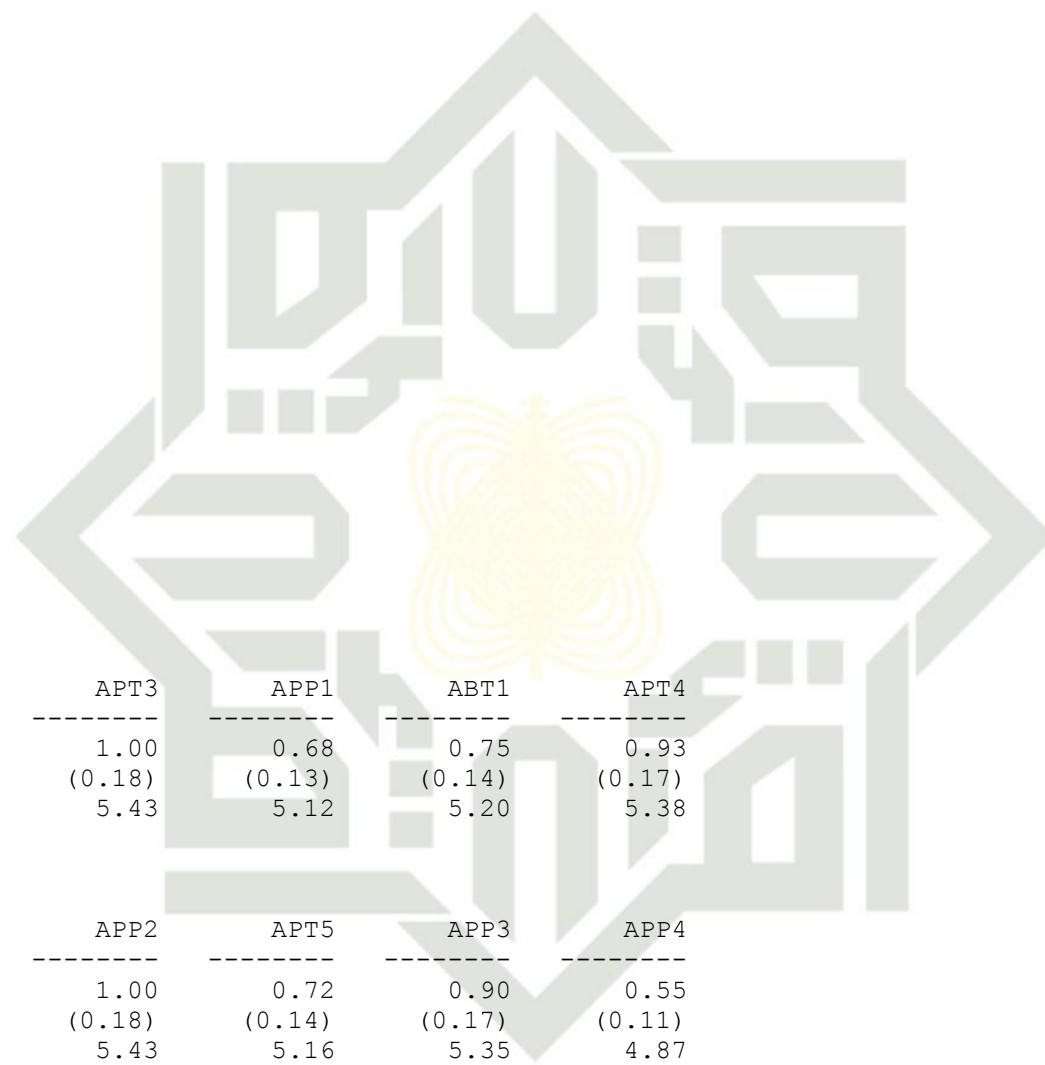 APT3 APP1 ABT1 APT4
-------- -------- -------- --------
1.00 0.68 0.75 0.93
(0.18) (0.13) (0.14) (0.17)
5.43 5.12 5.20 5.38
APP2 APT5 APP3 APP4
-------- -------- -------- --------
1.00 0.72 0.90 0.55
(0.18) (0.14) (0.17) (0.11)
5.43 5.16 5.35 4.87